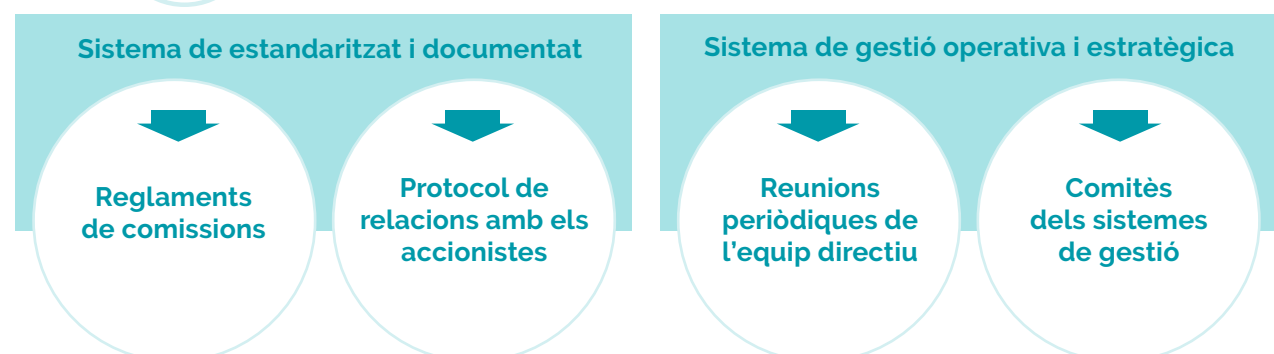 Sistema de estandaritzat i documentat
Reglaments
de comissions
Protocol de
relacions amb els
accionistes
Sistema de gestió operativa i estratègica
Reunions
periòdiques de
l'equip directiu
Comitès
dels sistemes
de gestió